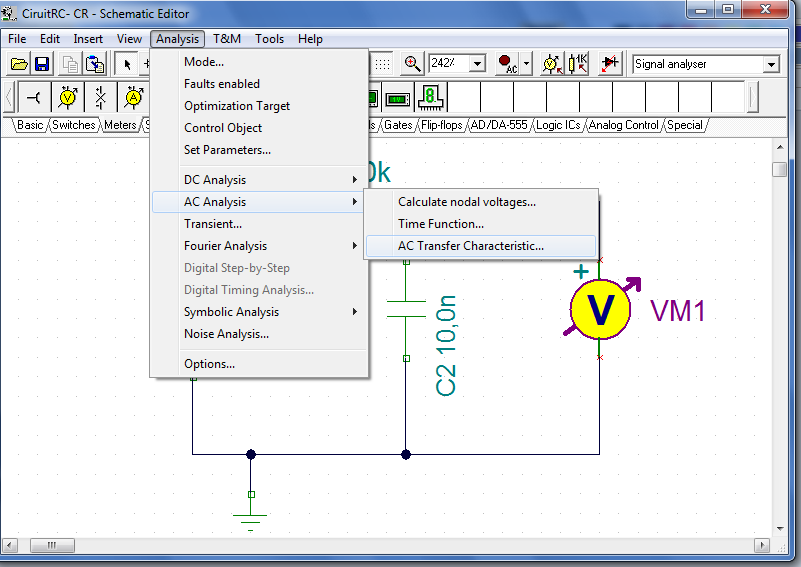 CiruitRC- CR - Schematic Editor
File Edit Insert View Analysis T&M Tools Help
AC 242% 1K Signal analyser
Basic Switches Meters Gates Flip-flops AD/DA-555 Logic ICs Analog Control Special
Mode...
Faults enabled
Optimization Target
Control Object
Set Parameters...
DC Analysis
AC Analysis
Transient...
Fourier Analysis
Digital Step-by-Step
Digital Timing Analysis...
Symbolic Analysis
Noise Analysis...
Options...
Calculate nodal voltages...
Time Function...
AC Transfer Characteristic...
0k
C2 10,0n
+
V
VM1